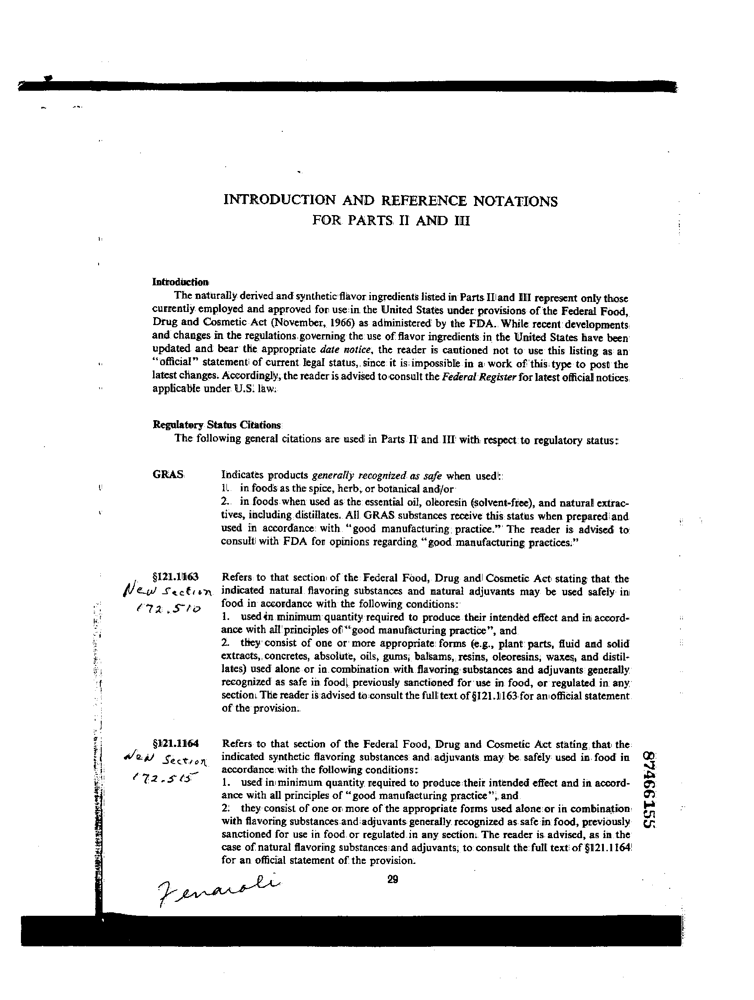 INTRODUCTION AND REFERENCE NOTATIONS
FOR PARTS II AND III
Introduction
The naturally derived and synthetic flavor ingredients listed in Parts II and III represent only those
currently employed and approved for use in the United States under provisions of the Federal Food,
Drug and Cosmetic Act (November, 1966) as administered by the FDA. While recent developments
and changes in the regulations governing the use of flavor ingredients in the United States have been
updated and bear the appropriate date notice, the reader is cautioned not to use this listing as an
"official" statement of current legal status, since it is impossible in a work of this type to post the
latest changes. Accordingly, the reader is advised to consult the Federal Register for latest official notices
applicable under U.S. law.
Regulatory Status Citations
The following general citations are used in Parts II and III with respect to regulatory status:
GRAS Indicates products generally recognized as safe when used:
1. in foods as the spice, herb, or botanical and/or
2. in foods when used as the essential oil, oleoresin (solvent-free), and natural extrac-
tives, including distillates. All GRAS substances receive this status when prepared and
used in accordance with "good manufacturing practice." The reader is advised to
consult with FDA for opinions regarding "good manufacturing practices."
§121.1163 Refers to that section of the Federal Food, Drug and Cosmetic Act stating that the
New Section indicated natural flavoring substances and natural adjuvants may be used safely in
172.510 food in accordance with the following conditions:
1. used in minimum quantity required to produce their intended effect and in accord-
ance with all principles of "good manufacturing practice", and
2. they consist of one or more appropriate forms (e.g., plant parts, fluid and solid
extracts, concretes, absolute, oils, gums, balsams, resins, oleoresins, waxes, and distil-
lates) used alone or in combination with flavoring substances and adjuvants generally
recognized as safe in food, previously sanctioned for use in food, or regulated in any
section. The reader is advised to consult the full text of §121.1163 for an official statement
of the provision.
§121.1164 Refers to that section of the Federal Food, Drug and Cosmetic Act stating that the
New Section indicated synthetic flavoring substances and adjuvants may be safely used in food in
172.515 accordance with the following conditions:
1. used in minimum quantity required to produce their intended effect and in accord-
ance with all principles of "good manufacturing practice", and
2. they consist of one or more of the appropriate forms used alone or in combination
with flavoring substances and adjuvants generally recognized as safe in food, previously
sanctioned for use in food or regulated in any section. The reader is advised, as in the
case of natural flavoring substances and adjuvants, to consult the full text of §121.1164
for an official statement of the provision.
87466155
Fenaroli
29